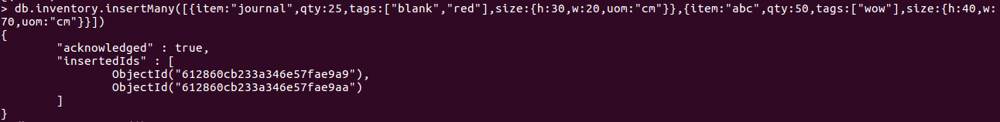 > db.inventory.insertMany([{item:"journal",qty:25,tags:["blank","red"],size:{h:30,w:20,uom:"cm"}},{item:"abc",qty:50,tags:["wow"],size:{h:40,w:
70,uom:"cm"}}])
{
        "acknowledged" : true,
        "insertedIds" : [
                ObjectId("612860cb233a346e57fae9a9"),
                ObjectId("612860cb233a346e57fae9aa")
        ]
}